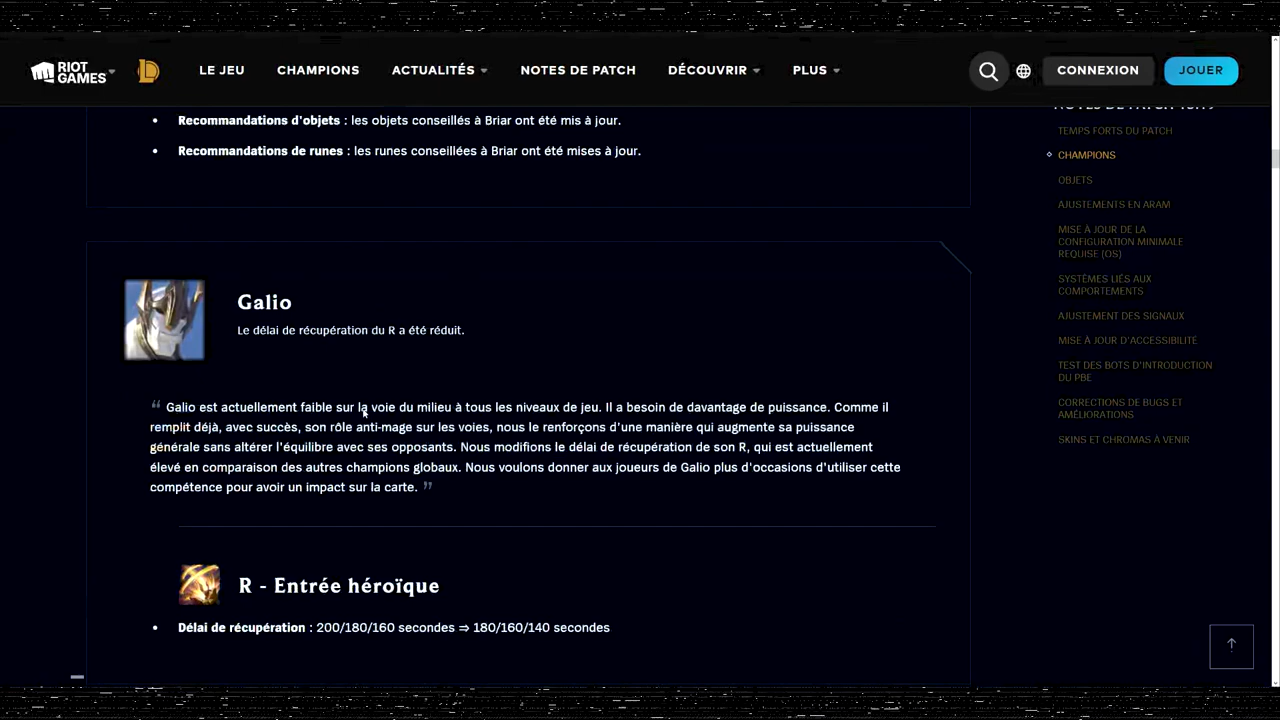 RIOT GAMES
LE JEU
CHAMPIONS
ACTUALITÉS
NOTES DE PATCH
DÉCOUVRIR
PLUS
CONNEXION
JOUER
Recommandations d'objets : les objets conseillés à Briar ont été mis à jour.
Recommandations de runes : les runes conseillées à Briar ont été mises à jour.
Galio
Le délai de récupération du R a été réduit.
“ Galio est actuellement faible sur la voie du milieu à tous les niveaux de jeu. Il a besoin de davantage de puissance. Comme il
remplit déjà, avec succès, son rôle anti-mage sur les voies, nous le renforçons d'une manière qui augmente sa puissance
générale sans altérer l'équilibre avec ses opposants. Nous modifions le délai de récupération de son R, qui est actuellement
élevé en comparaison des autres champions globaux. Nous voulons donner aux joueurs de Galio plus d'occasions d'utiliser cette
compétence pour avoir un impact sur la carte. ”
R - Entrée héroïque
Délai de récupération : 200/180/160 secondes ⇒ 180/160/140 secondes
TEMPS FORTS DU PATCH
CHAMPIONS
OBJETS
AJUSTEMENTS EN ARAM
MISE À JOUR DE LA
CONFIGURATION MINIMALE
REQUISE (OS)
SYSTÈMES LIÉS AUX
COMPORTEMENTS
AJUSTEMENT DES SIGNAUX
MISE À JOUR D'ACCESSIBILITÉ
TEST DES BOTS D'INTRODUCTION
DU PBE
CORRECTIONS DE BUGS ET
AMÉLIORATIONS
SKINS ET CHROMAS À VENIR